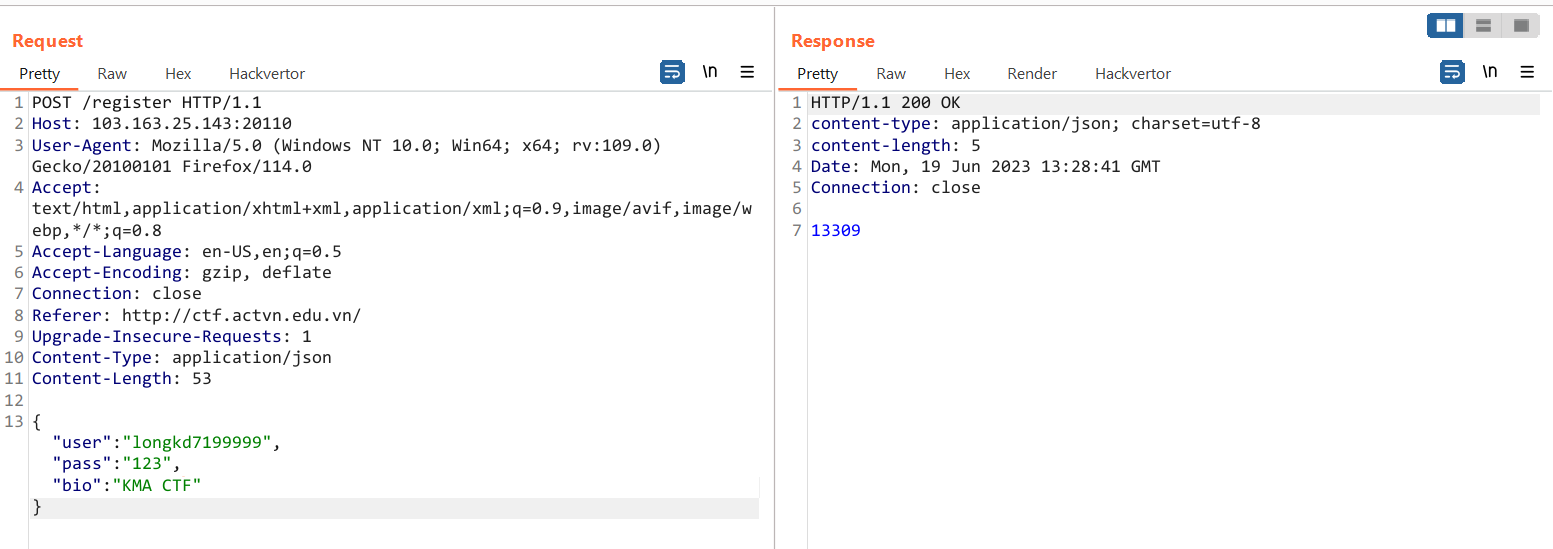 Request
Pretty Raw Hex Hackvertor \n
1 POST /register HTTP/1.1
2 Host: 103.163.25.143:20110
3 User-Agent: Mozilla/5.0 (Windows NT 10.0; Win64; x64; rv:109.0)
Gecko/20100101 Firefox/114.0
4 Accept:
text/html,application/xhtml+xml,application/xml;q=0.9,image/avif,image/w
ebp,*/*;q=0.8
5 Accept-Language: en-US,en;q=0.5
6 Accept-Encoding: gzip, deflate
7 Connection: close
8 Referer: http://ctf.actvn.edu.vn/
9 Upgrade-Insecure-Requests: 1
10 Content-Type: application/json
11 Content-Length: 53
12
13 {
"user":"longkd7199999",
"pass":"123",
"bio":"KMA CTF"
}
Response
Pretty Raw Hex Render Hackvertor \n
1 HTTP/1.1 200 OK
2 content-type: application/json; charset=utf-8
3 content-length: 5
4 Date: Mon, 19 Jun 2023 13:28:41 GMT
5 Connection: close
6
7 13309